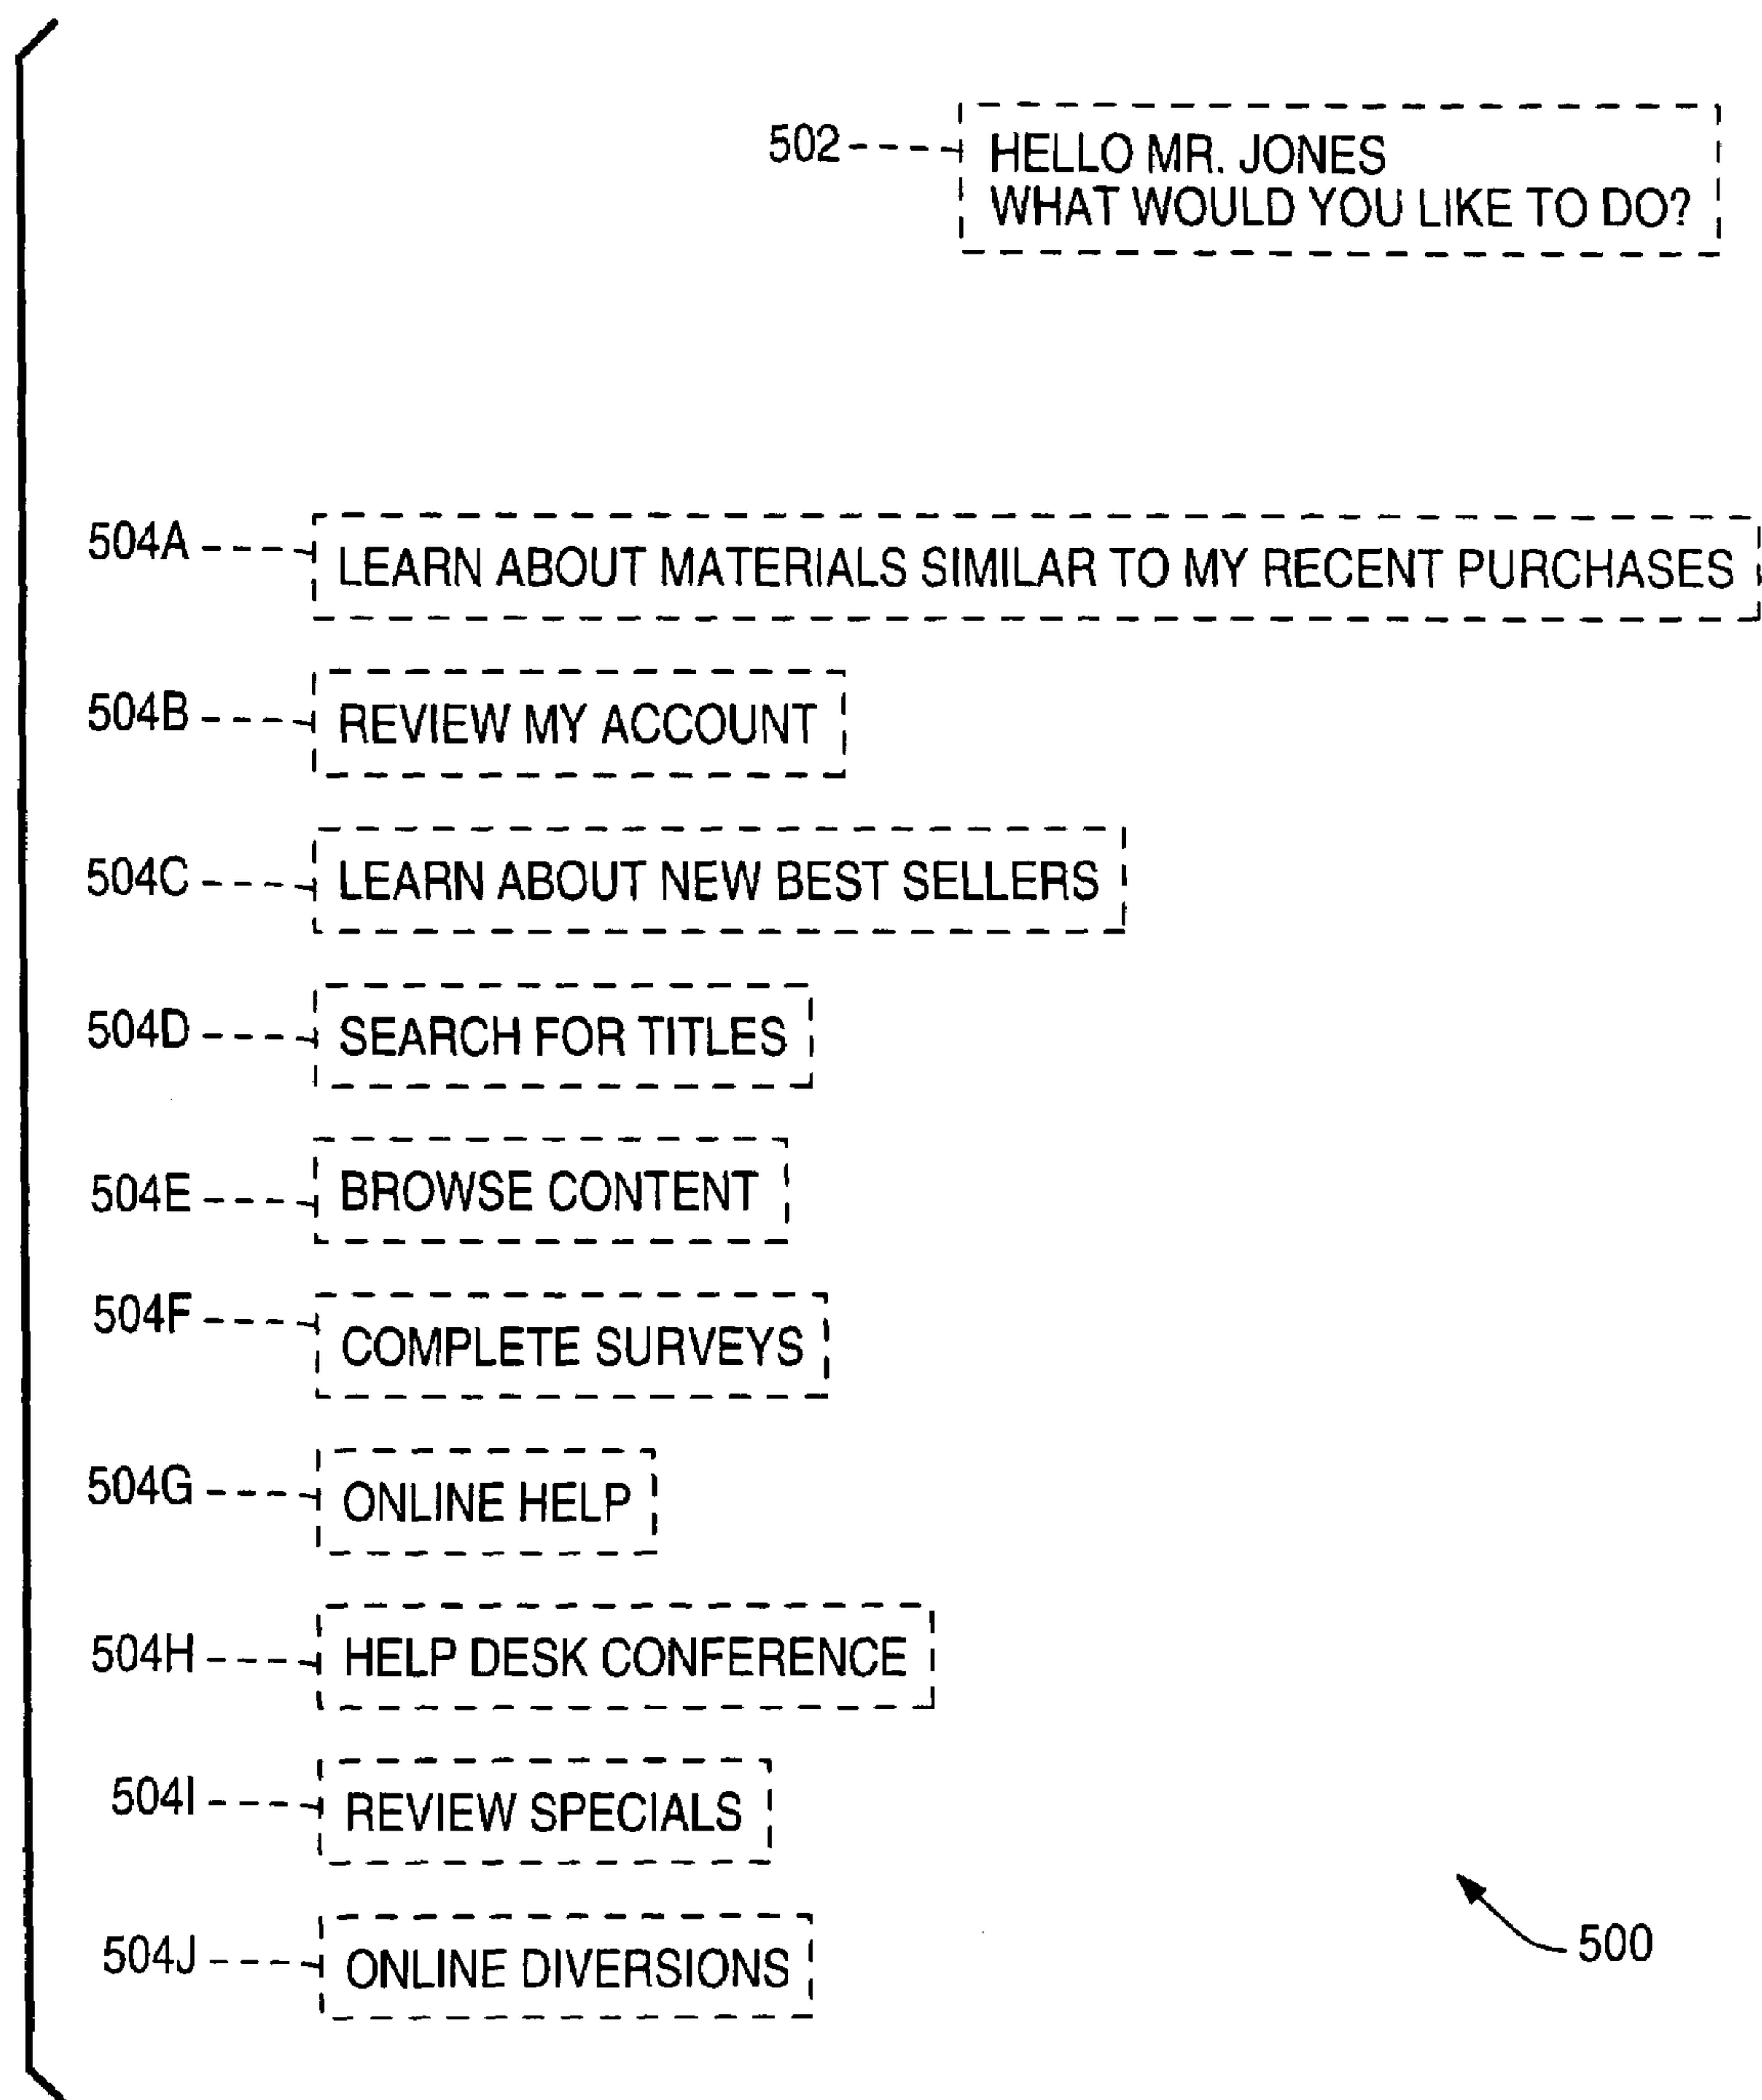 502 HELLO MR. JONES
WHAT WOULD YOU LIKE TO DO?
504A LEARN ABOUT MATERIALS SIMILAR TO MY RECENT PURCHASES
504B REVIEW MY ACCOUNT
504C LEARN ABOUT NEW BEST SELLERS
504D SEARCH FOR TITLES
504E BROWSE CONTENT
504F COMPLETE SURVEYS
504G ONLINE HELP
504H HELP DESK CONFERENCE
504I REVIEW SPECIALS
504J ONLINE DIVERSIONS
500